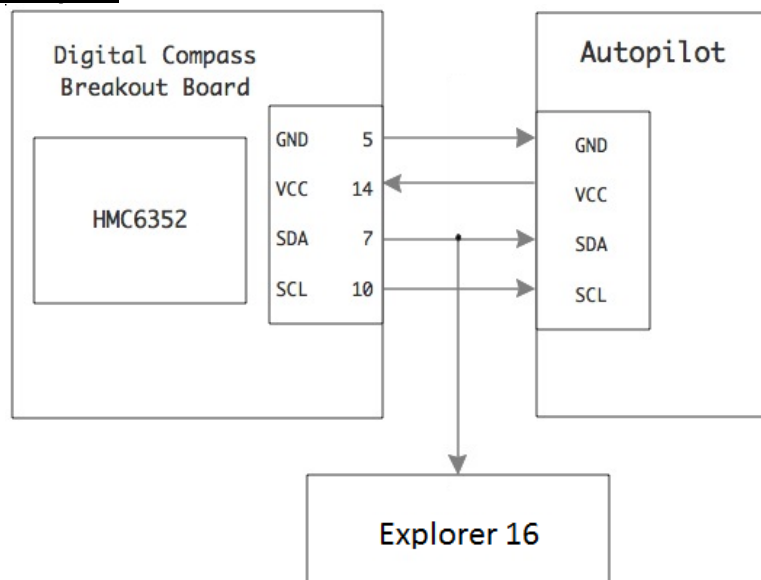 Digital Compass
Breakout Board
HMC6352
GND 5
VCC 14
SDA 7
SCL 10
Autopilot
GND
VCC
SDA
SCL
Explorer 16